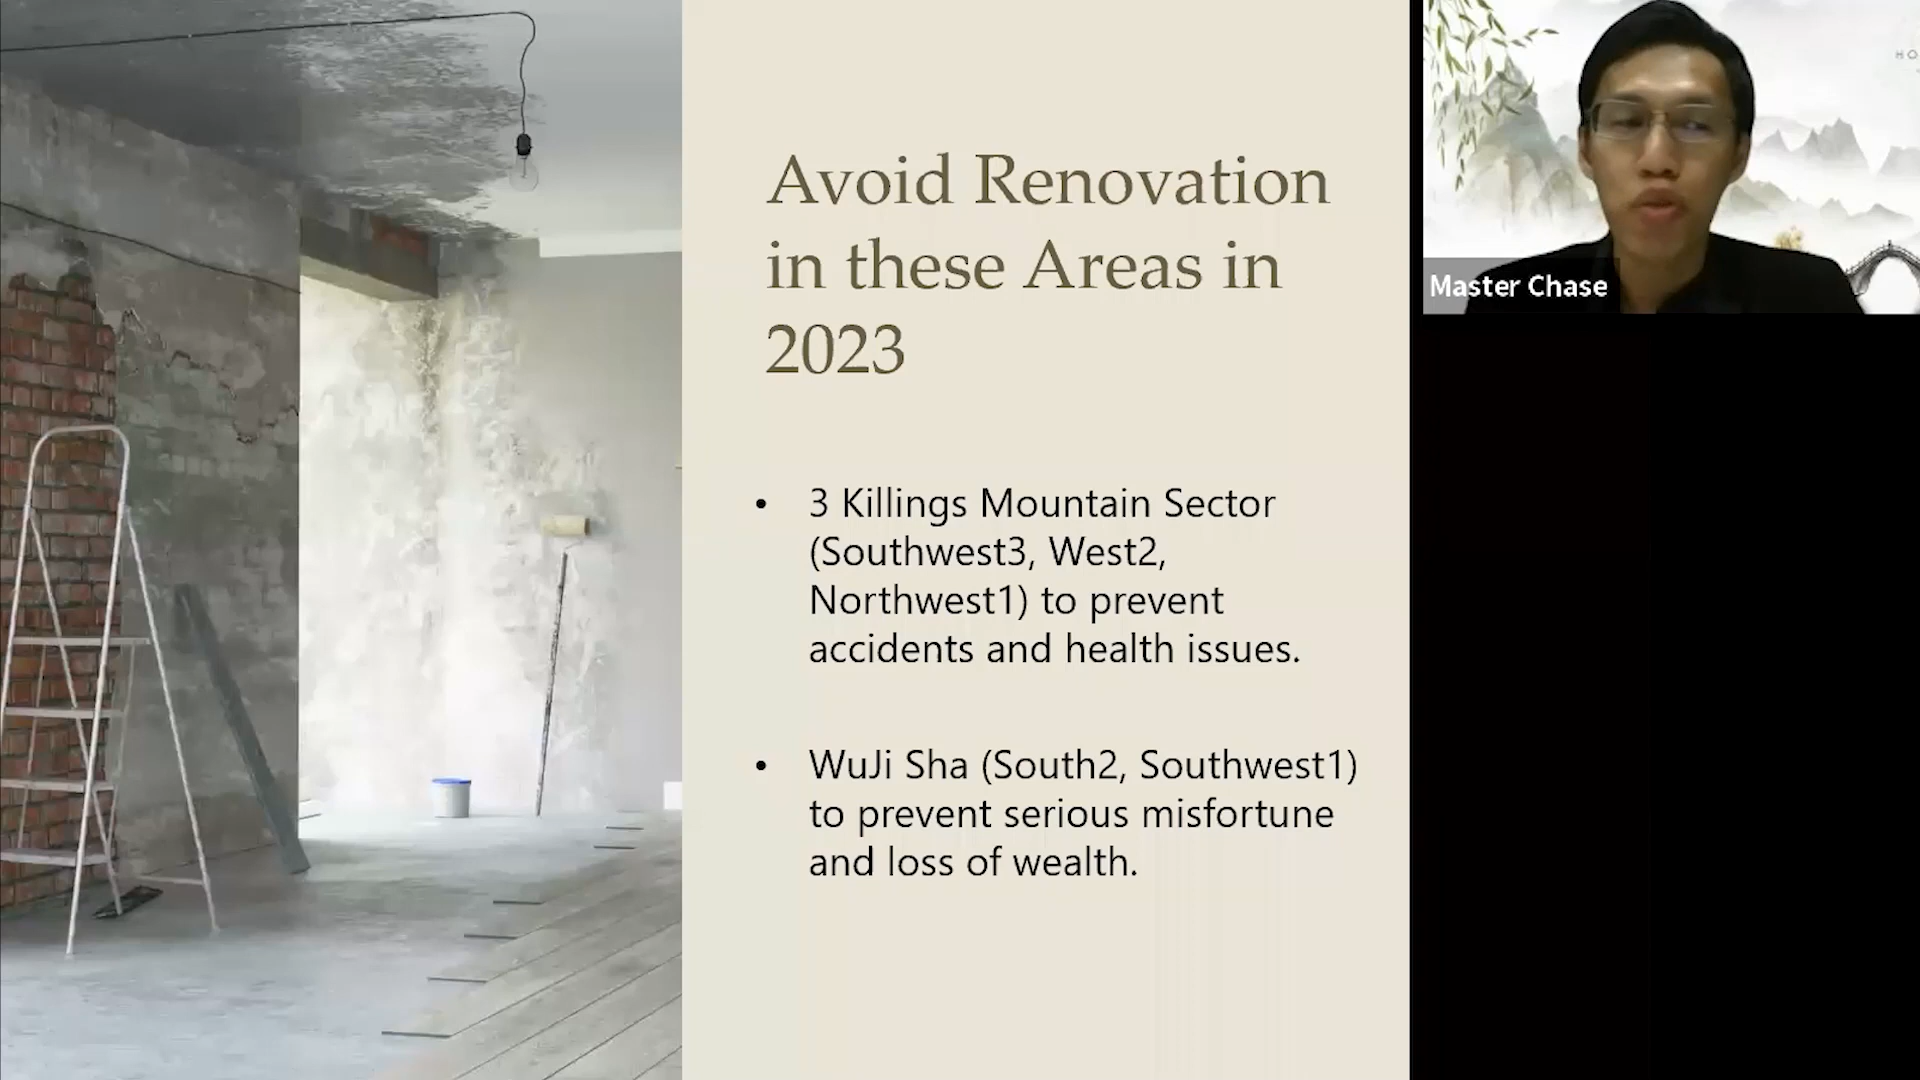 Avoid Renovation
in these Areas in
2023
• 3 Killings Mountain Sector
(Southwest3, West2,
Northwest1) to prevent
accidents and health issues.
• WuJi Sha (South2, Southwest1)
to prevent serious misfortune
and loss of wealth.
HO
Master Chase